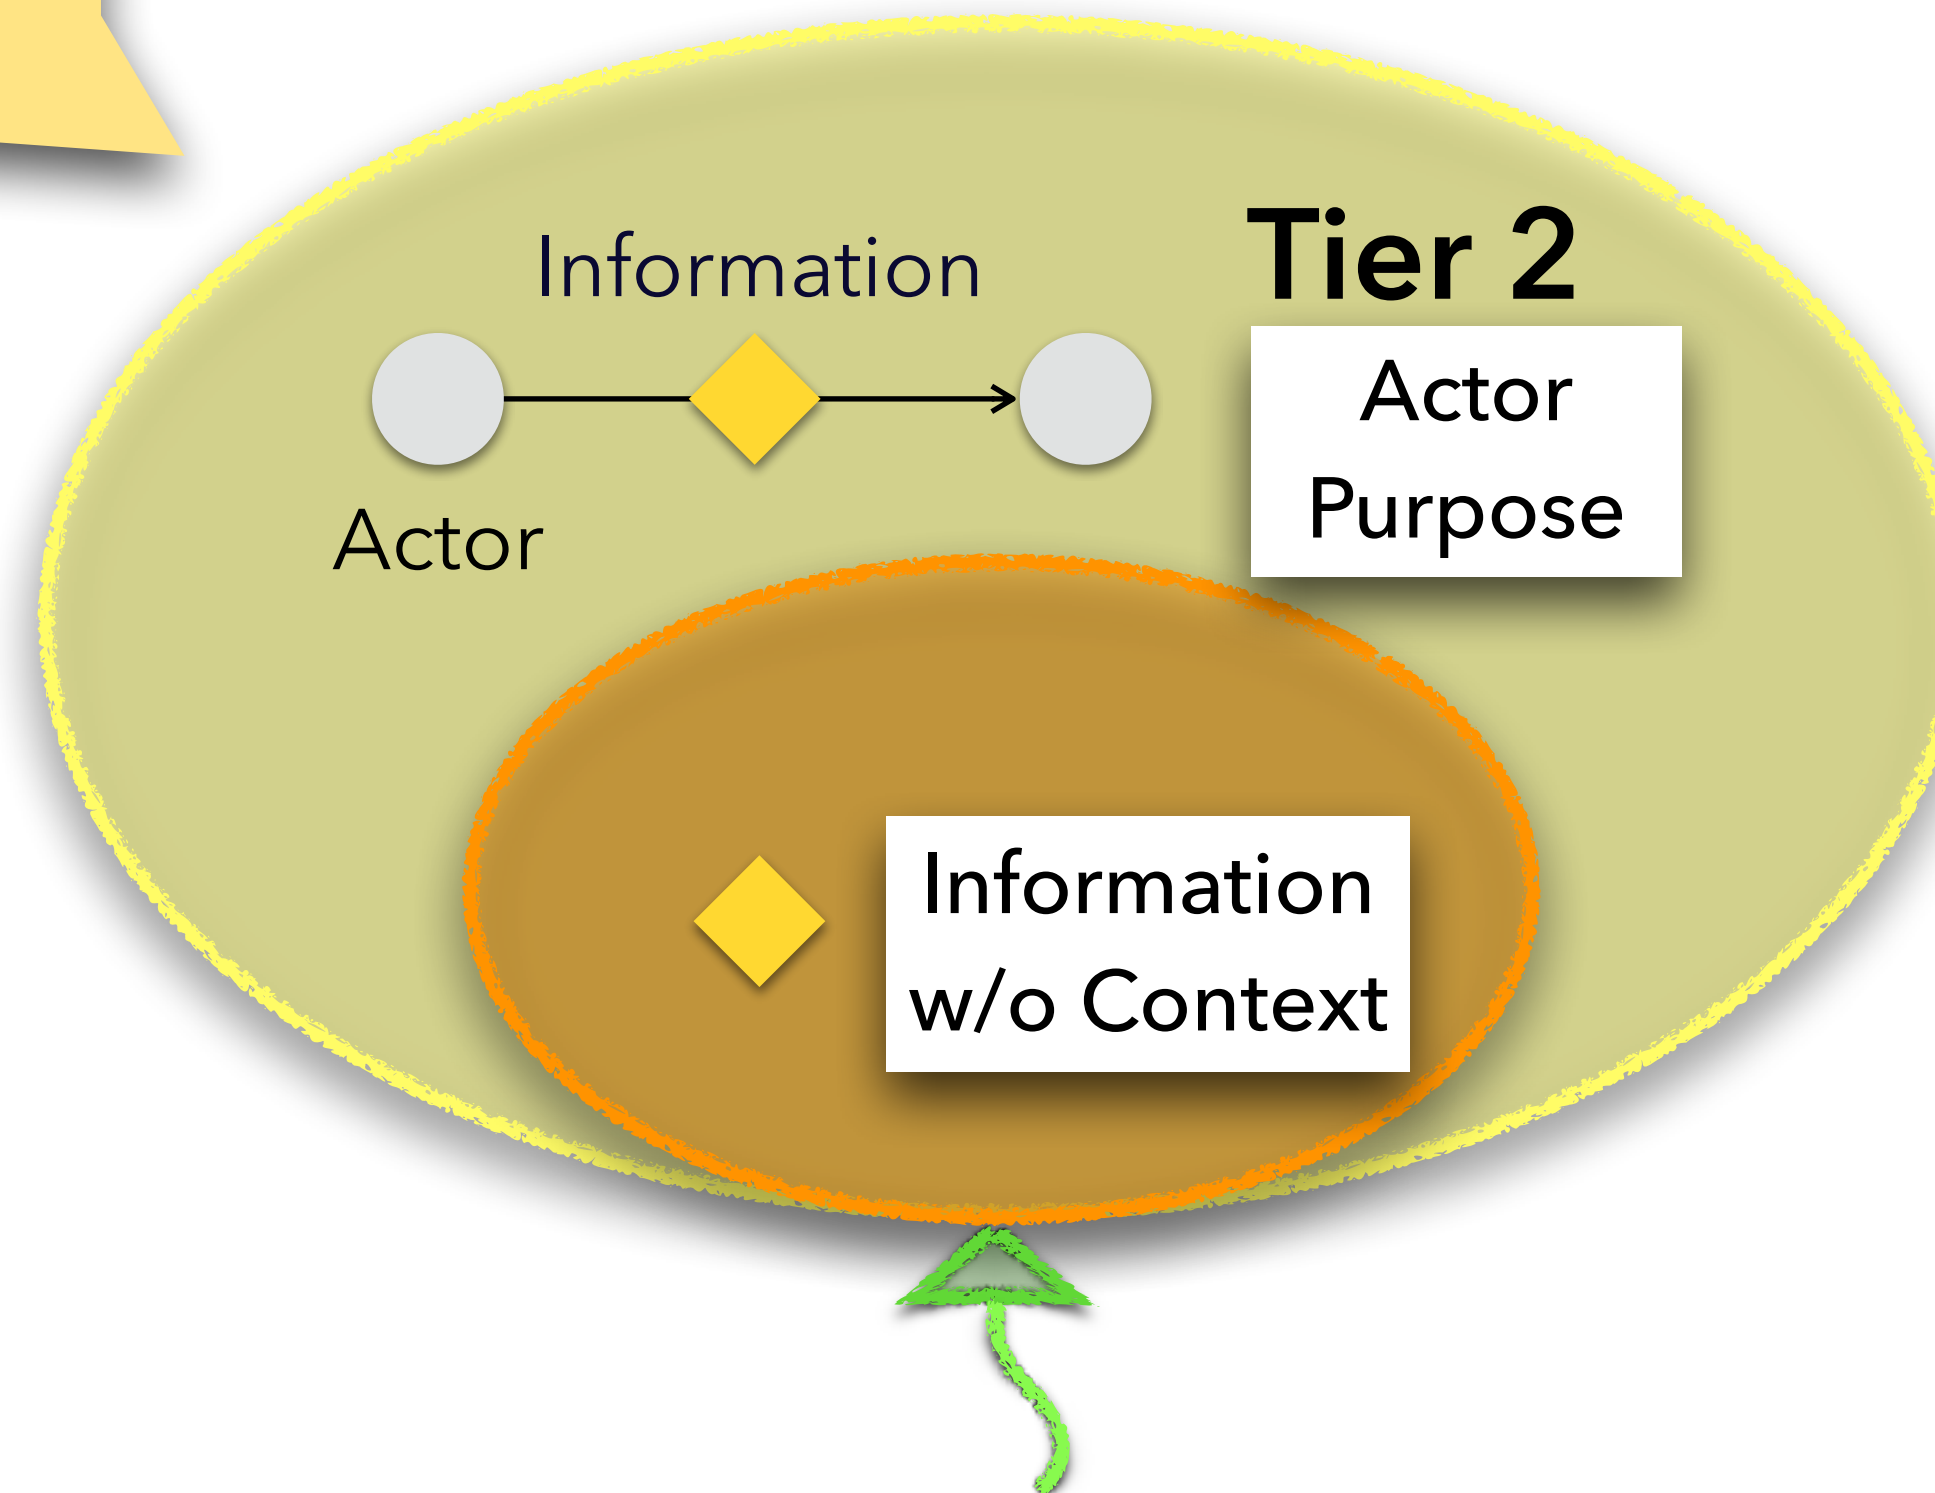 Information
Tier 2
Actor
Purpose
Actor
Information
w/o Context